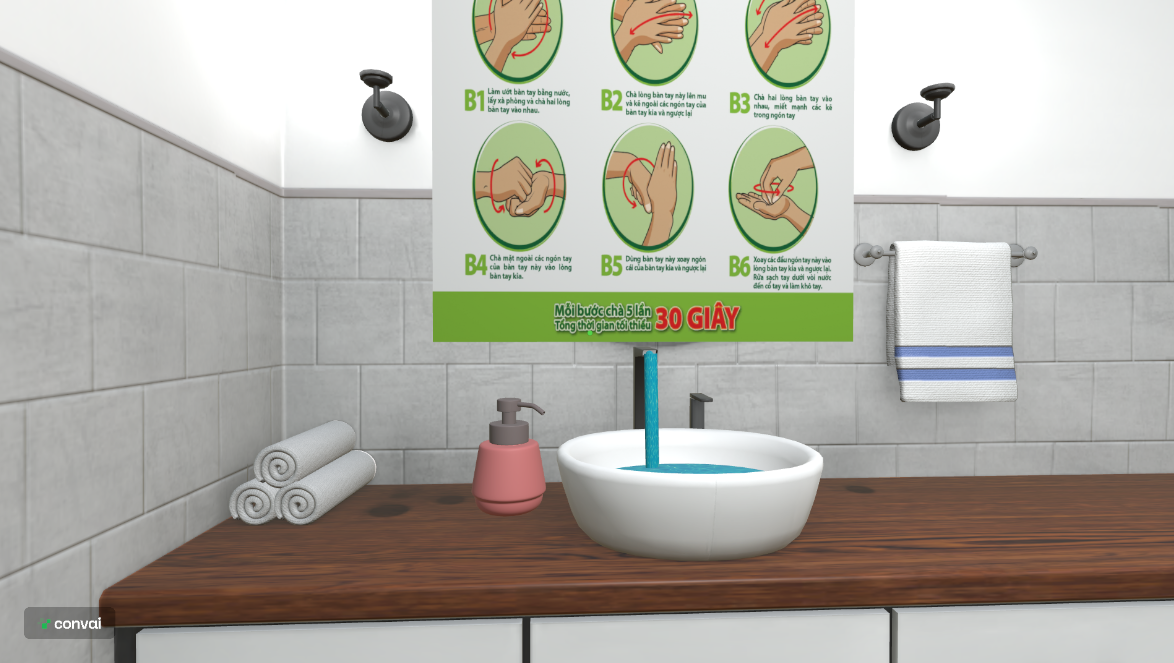 B1 Làm ướt bàn tay bằng nước,
lấy xà phòng và chà hai lòng
bàn tay vào nhau.
B2 Chà lòng bàn tay này lên mu
và kẽ ngoài các ngón tay của
bàn tay kia và ngược lại
B3 Chà hai lòng bàn tay vào
nhau, miết mạnh các kẽ
trong ngón tay
B4 Chà mặt ngoài các ngón tay
của bàn tay này vào lòng
bàn tay kia.
B5 Dùng bàn tay này xoay ngón
cái của bàn tay kia và ngược lại
B6 Xoay các đầu ngón tay này vào
lòng bàn tay kia và ngược lại.
Rửa sạch tay dưới vòi nước
đến cổ tay và làm khô tay.
Mỗi bước chà 5 lần
Tổng thời gian tối thiểu 30 GIÂY
convai